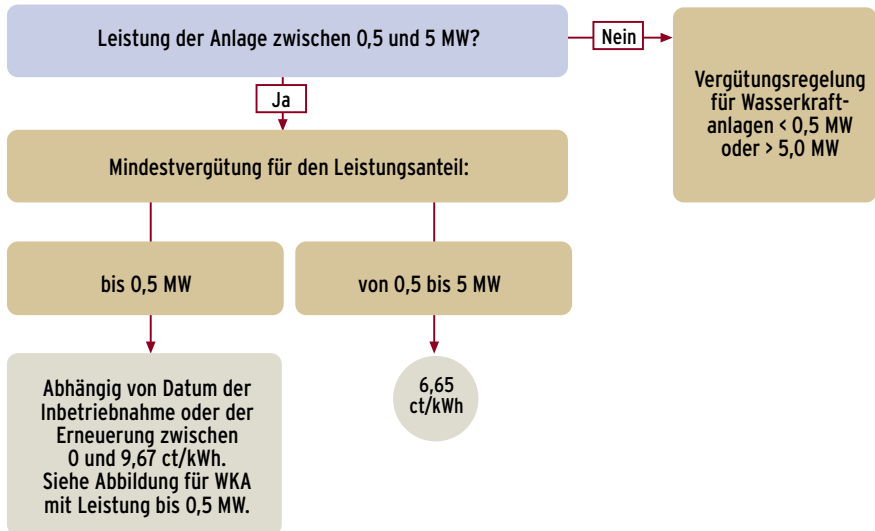 Leistung der Anlage zwischen 0,5 und 5 MW?
Nein
Vergütungsregelung
für Wasserkraft-
anlagen < 0,5 MW
oder > 5,0 MW
Ja
Mindestvergütung für den Leistungsanteil:
bis 0,5 MW
von 0,5 bis 5 MW
Abhängig von Datum der
Inbetriebnahme oder der
Erneuerung zwischen
0 und 9,67 ct/kWh.
Siehe Abbildung für WKA
mit Leistung bis 0,5 MW.
6,65
ct/kWh